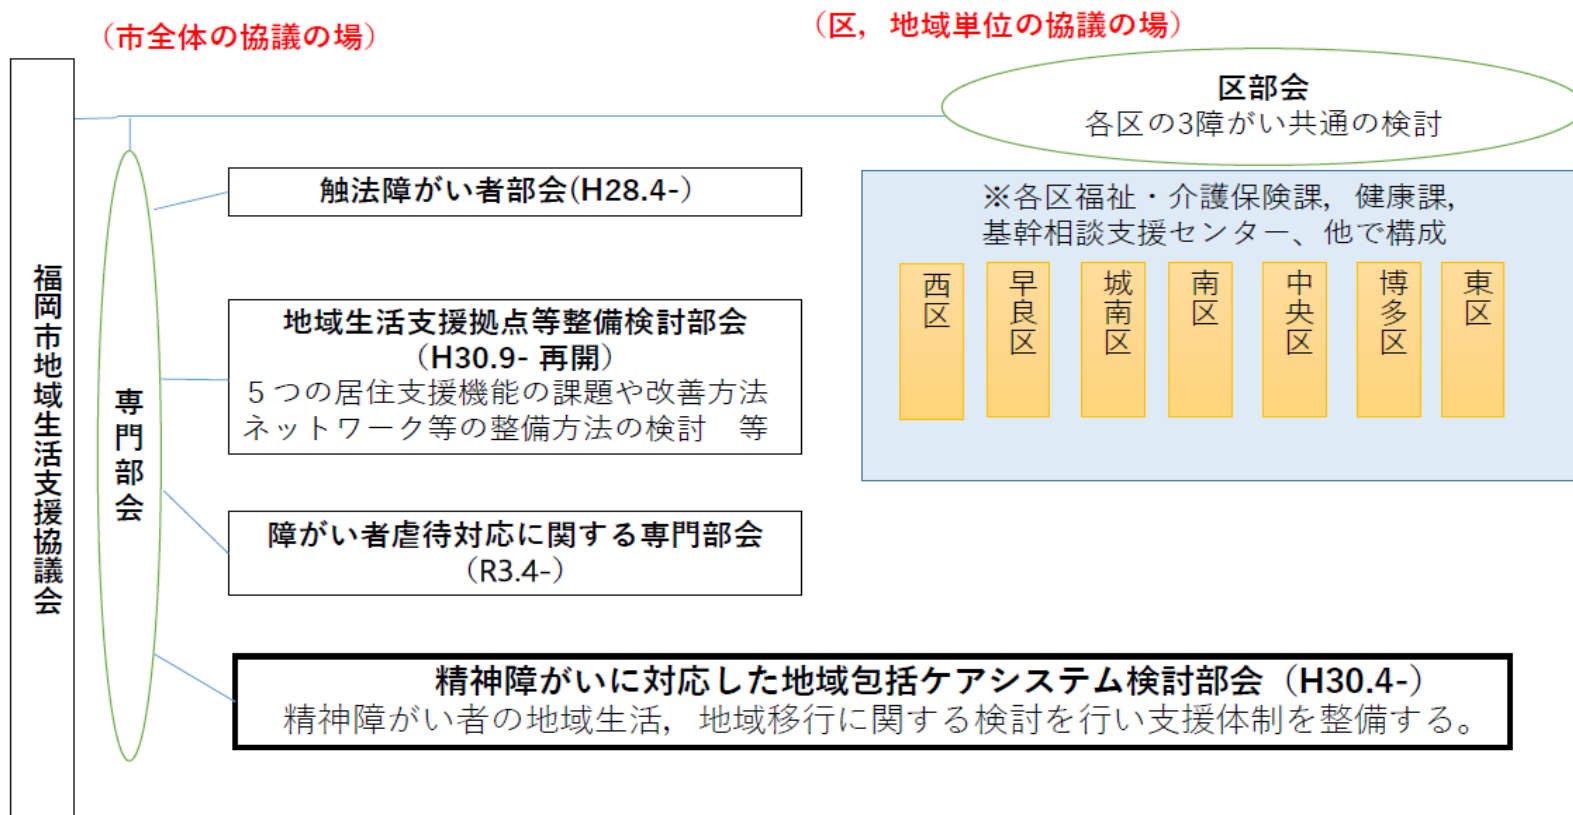 （市全体の協議の場）
（区，地域単位の協議の場）
福岡市地域生活支援協議会
専門部会
触法障がい者部会(H28.4-）
地域生活支援拠点等整備検討部会
（H30.9- 再開）
５つの居住支援機能の課題や改善方法
ネットワーク等の整備方法の検討　等
障がい者虐待対応に関する専門部会
（R3.4-）
精神障がいに対応した地域包括ケアシステム検討部会（H30.4-）
精神障がい者の地域生活，地域移行に関する検討を行い支援体制を整備する。
区部会
各区の3障がい共通の検討
※各区福祉・介護保険課，健康課，
基幹相談支援センター、他で構成
西区
早良区
城南区
南区
中央区
博多区
東区